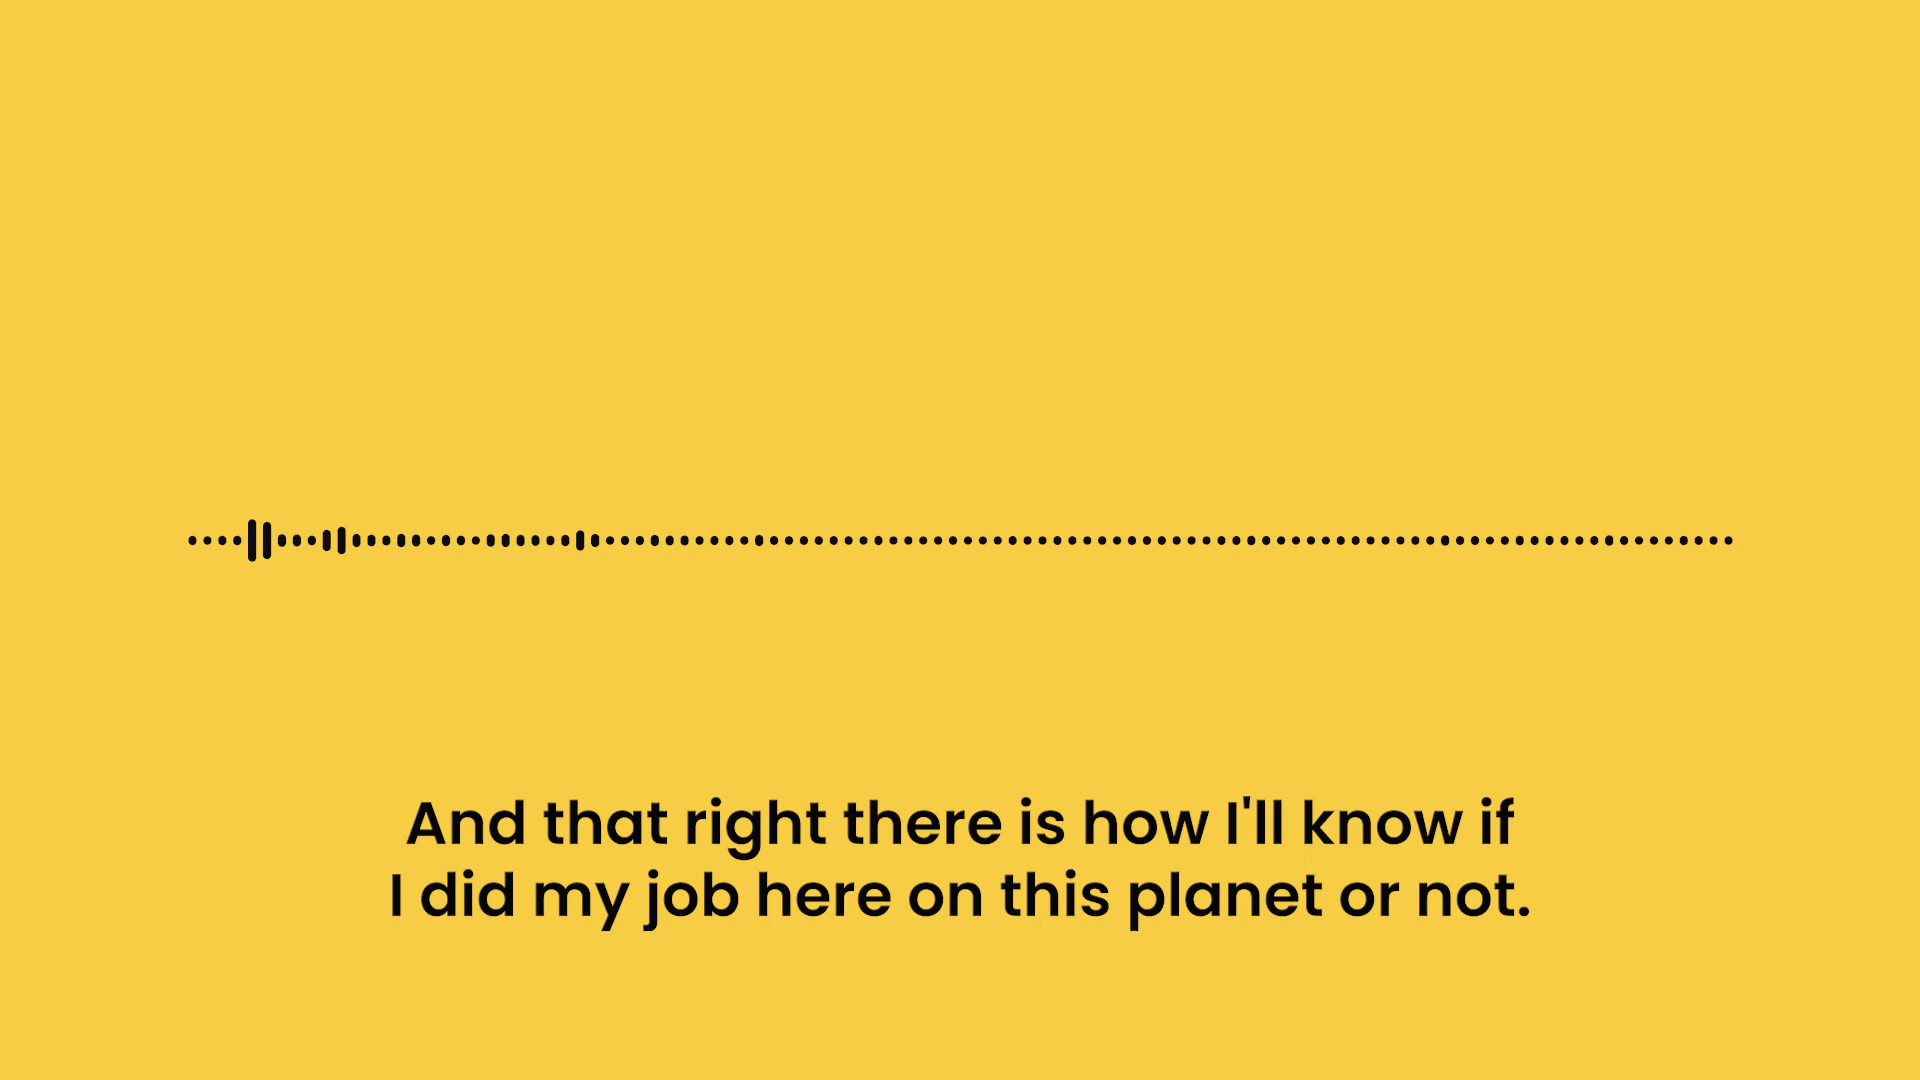 And that right there is how I'll know if
I did my job here on this planet or not.